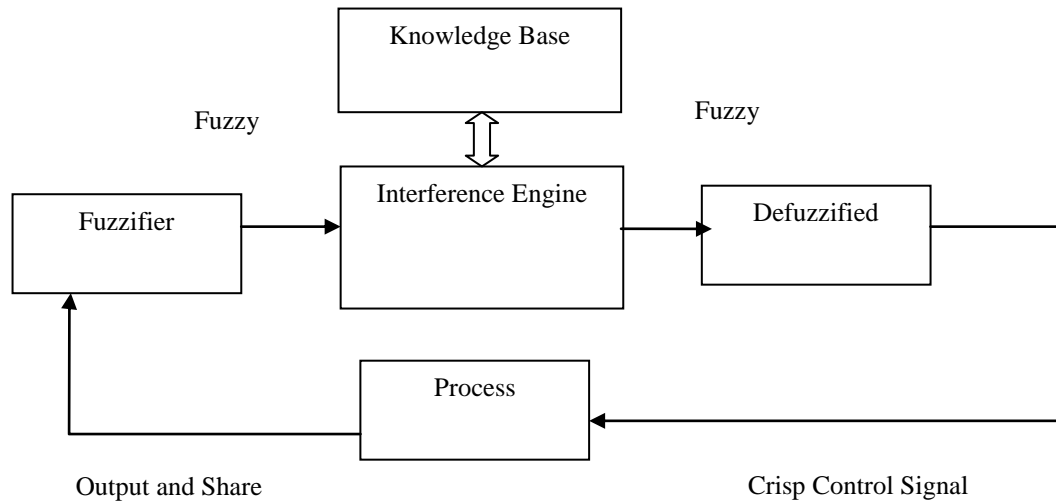 Knowledge Base
Fuzzy
Fuzzy
Interference Engine
Fuzzifier
Defuzzified
Process
Output and Share
Crisp Control Signal